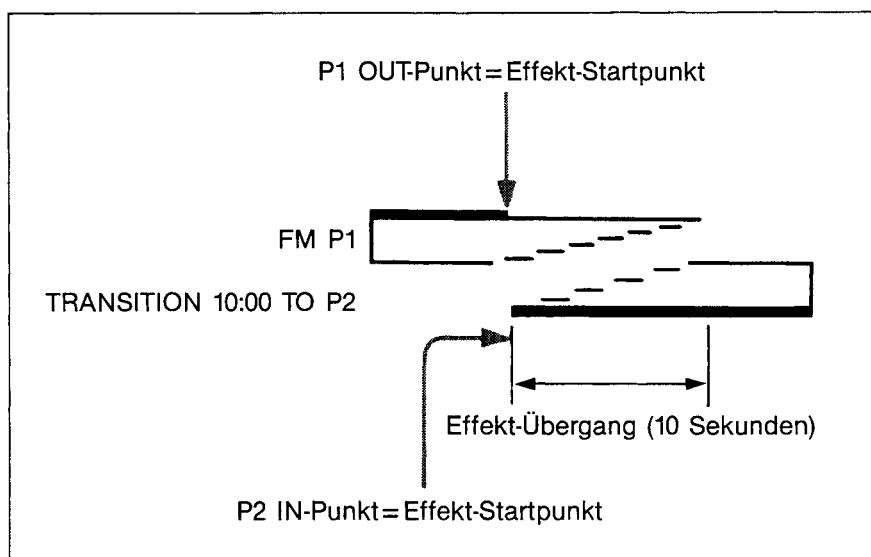 P1 OUT-Punkt=Effekt-Startpunkt
FM P1
TRANSITION 10:00 TO P2
Effekt-Übergang (10 Sekunden)
P2 IN-Punkt=Effekt-Startpunkt